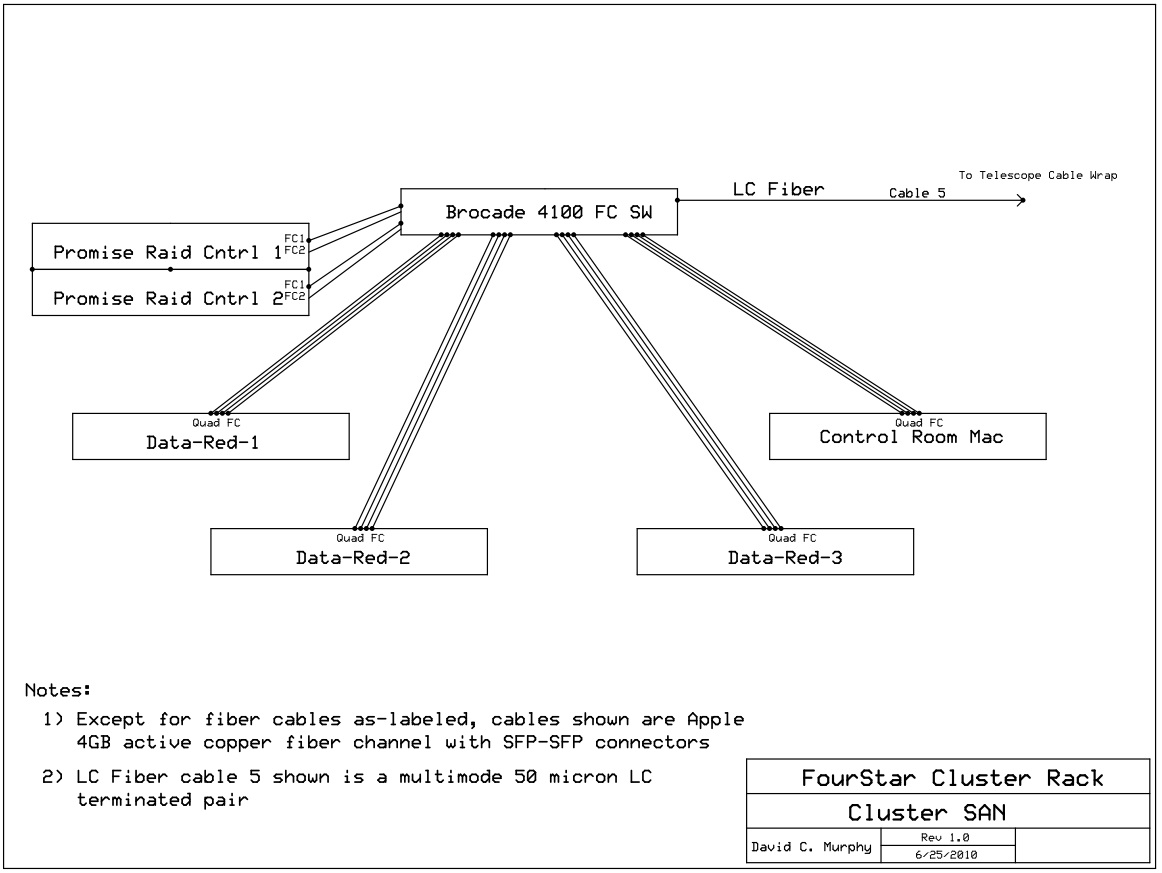 To Telescope Cable Wrap
LC Fiber
Cable 5
Brocade 4100 FC SW
FC1
Promise Raid Cntrl 1
FC2
FC1
Promise Raid Cntrl 2
FC2
Quad FC
Data-Red-1
Quad FC
Control Room Mac
Quad FC
Data-Red-2
Quad FC
Data-Red-3
Notes:
1) Except for fiber cables as-labeled, cables shown are Apple
4GB active copper fiber channel with SFP-SFP connectors
2) LC Fiber cable 5 shown is a multimode 50 micron LC
terminated pair
FourStar Cluster Rack
Cluster SAN
David C. Murphy
Rev 1.0
6/25/2010